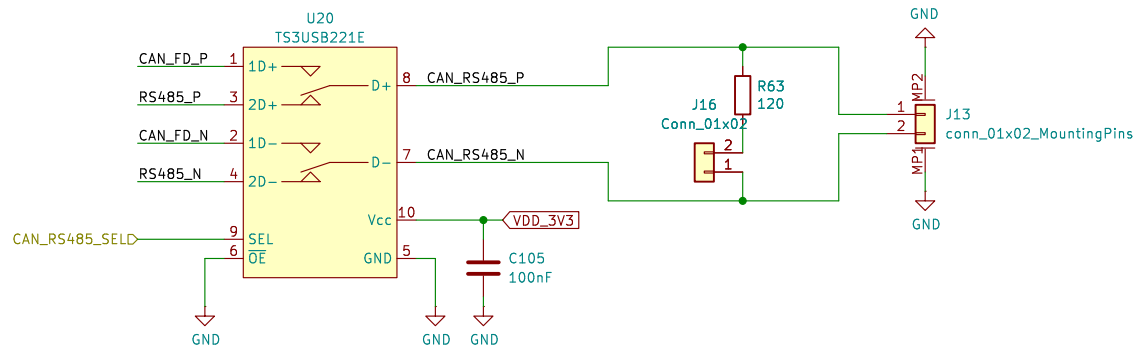 U20
TS3USB221E
CAN_FD_P 1 1D+
RS485_P 3 2D+
CAN_FD_N 2 1D-
RS485_N 4 2D-
CAN_RS485_SEL 9 SEL
6 OE
D+ 8 CAN_RS485_P
D- 7 CAN_RS485_N
Vcc 10 VDD_3V3
GND 5
C105
100nF
GND
GND
GND
R63
120
J16
Conn_01x02
2
1
GND
MP2
1
2
J13
conn_01x02_MountingPins
MP1
GND